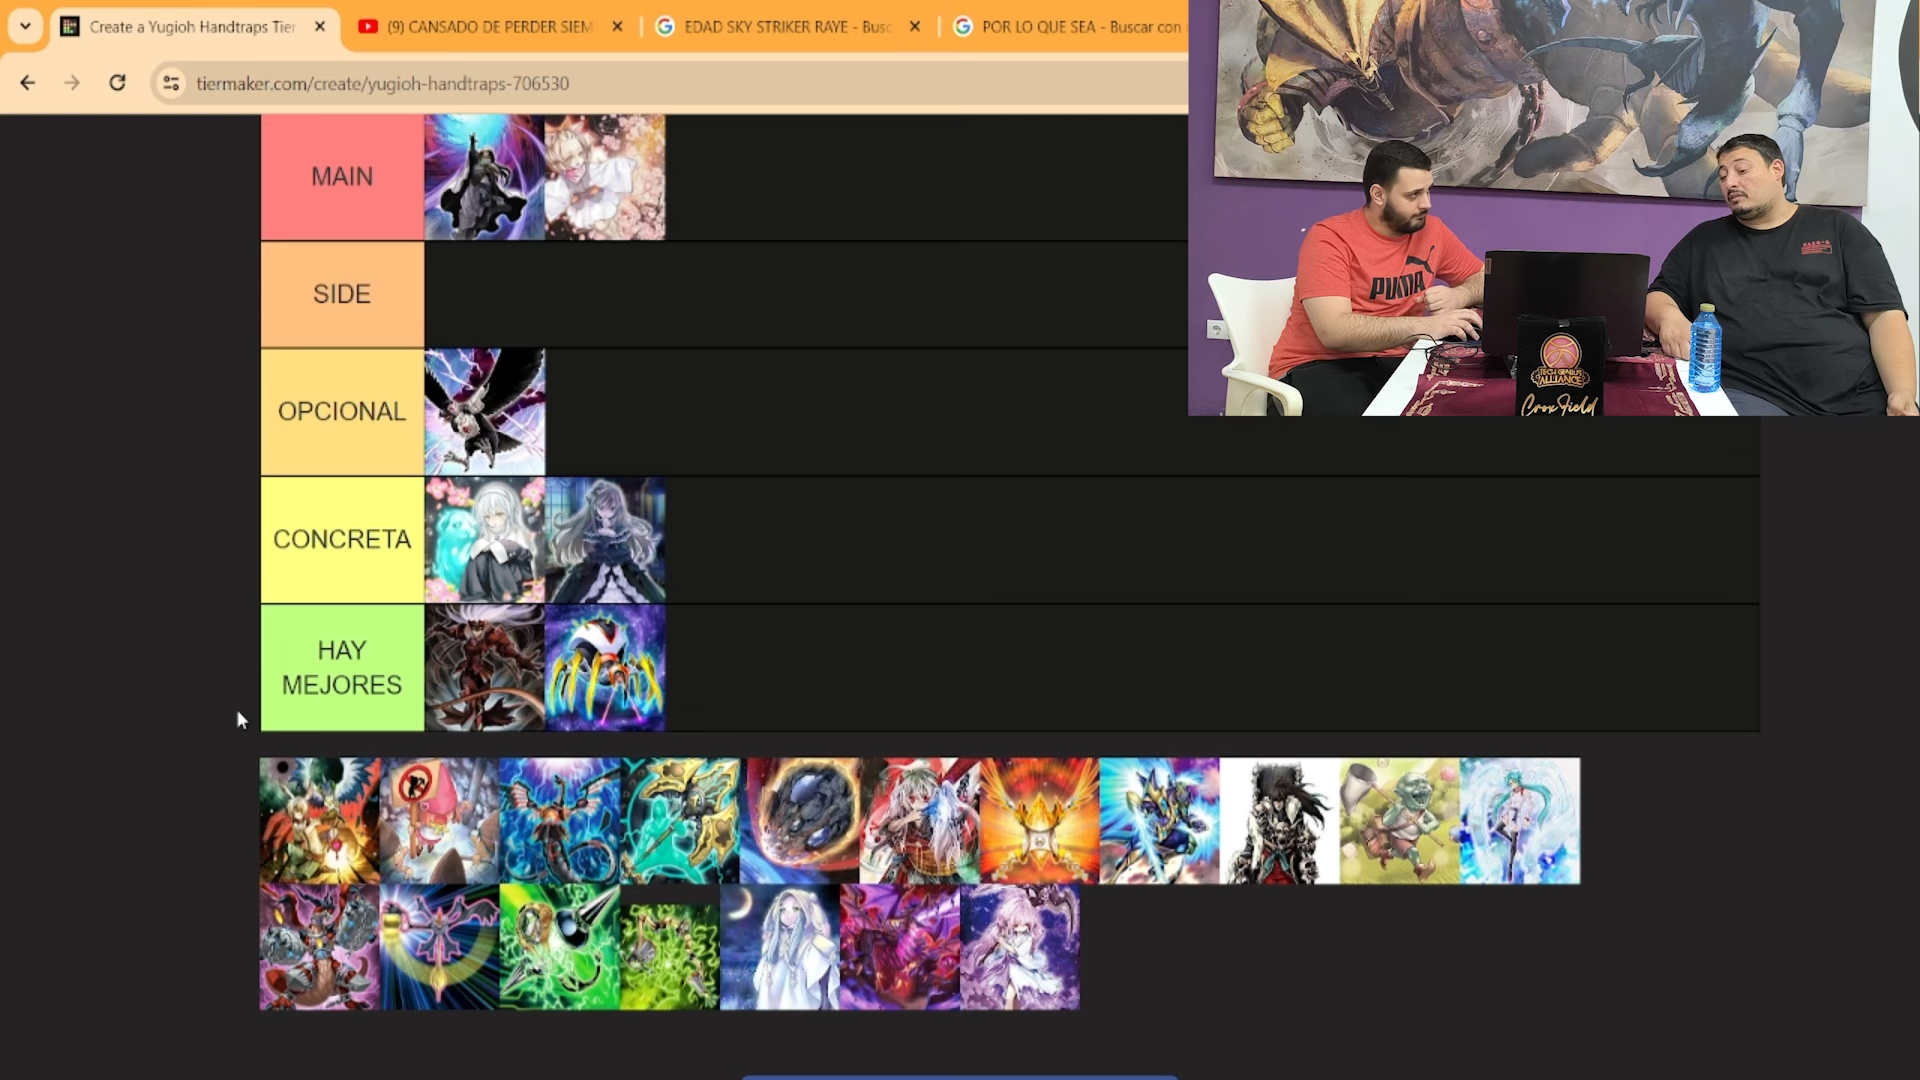 Create a Yugioh Handtraps Tier
(9) CANSADO DE PERDER SIEM
EDAD SKY STRIKER RAYE - Busc
POR LO QUE SEA - Buscar con
tiermaker.com/create/yugioh-handtraps-706530
MAIN
SIDE
OPCIONAL
CONCRETA
HAY
MEJORES
PUMA
TECH GENIUS
ALLIANCE
CroxField